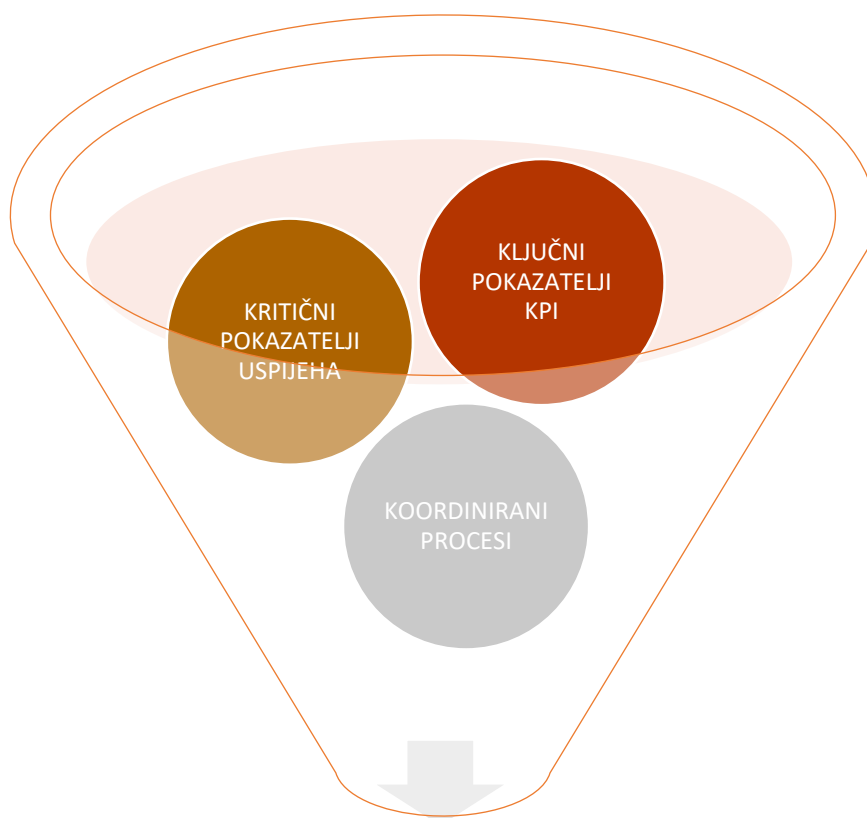 KLJUČNI
POKAZATELJI
KPI
KRITIČNI
POKAZATELJI
USPIJEHA
KOORDINIRANI
PROCESI